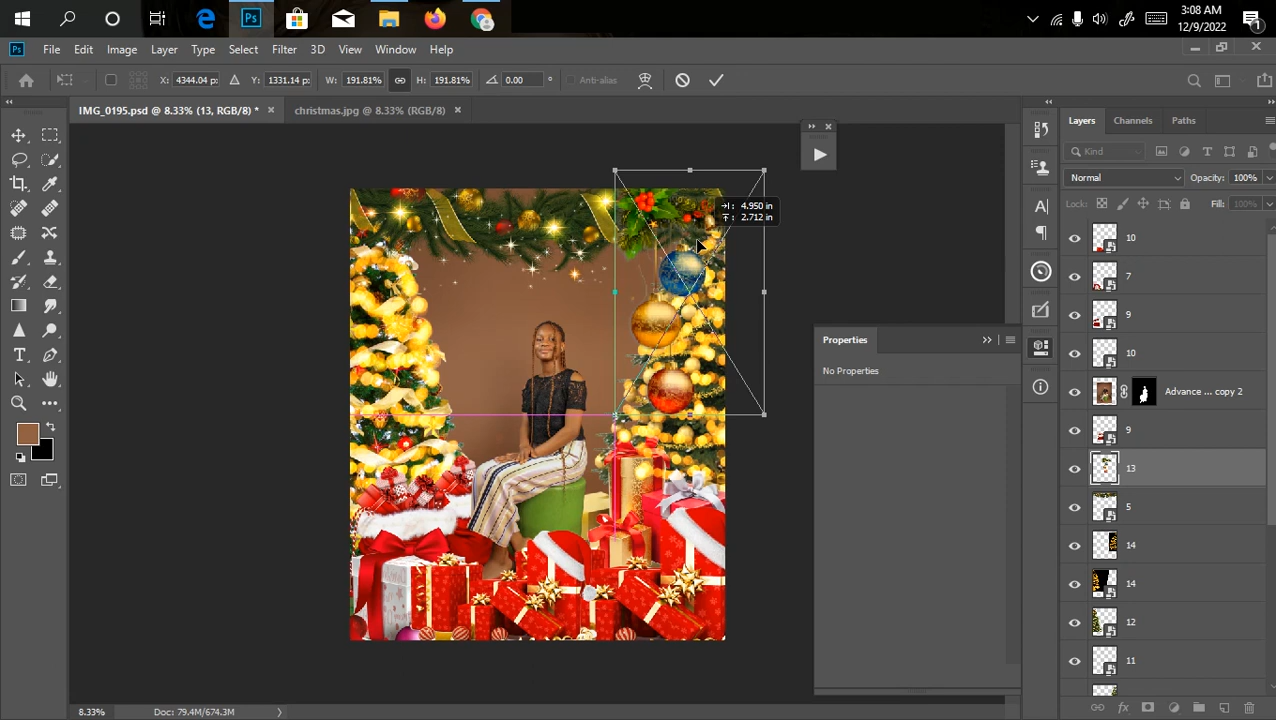 3:08 AM
12/9/2022
File Edit Image Layer Type Select Filter 3D View Window Help
X: 4344.04 p: Y: 1331.14 p: W: 191.81% H: 191.81% 0.00 ° Anti-alias
IMG_0195.psd @ 8.33% (13, RGB/8) * christmas.jpg @ 8.33% (RGB/8)
Layers Channels Paths
Kind
Normal Opacity: 100%
Lock: Fill: 100%
4.950 in
2.712 in
Properties
No Properties
10
7
9
10
Advance ... copy 2
9
13
5
14
14
12
11
8.33% Doc: 79.4M/674.3M